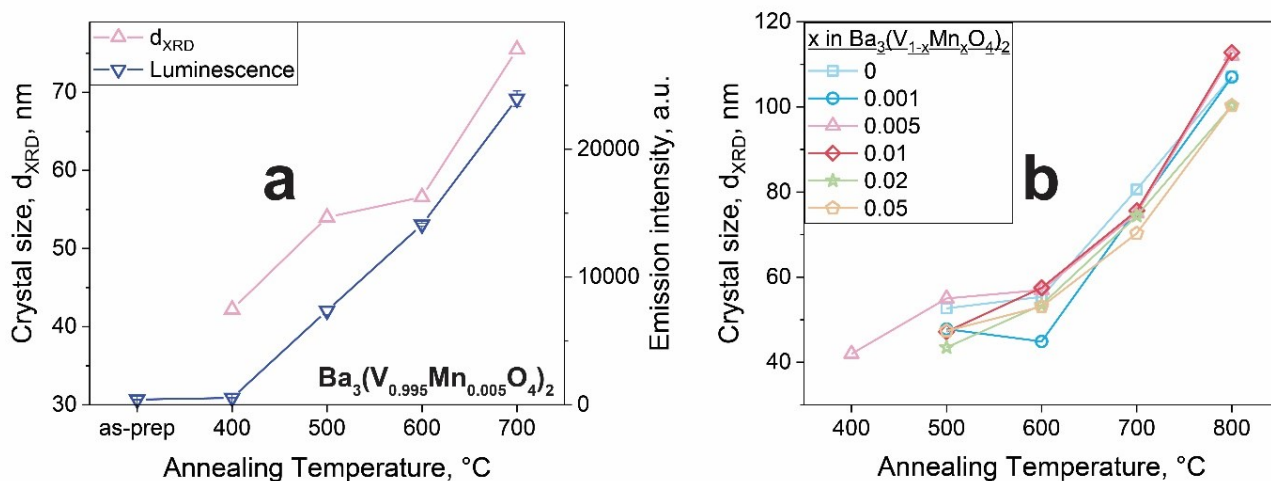 d_XRD
Luminescence
a
Crystal size, d_XRD, nm
70
60
50
40
30
Emission intensity, a.u.
20000
10000
0
Ba₃(V₀.₉₉₅Mn₀.₀₀₅O₄)₂
as-prep 400 500 600 700
Annealing Temperature, °C
x in Ba₃(V₁₋ₓMnₓO₄)₂
0
0.001
0.005
0.01
0.02
0.05
b
Crystal size, d_XRD, nm
120
100
80
60
40
400 500 600 700 800
Annealing Temperature, °C